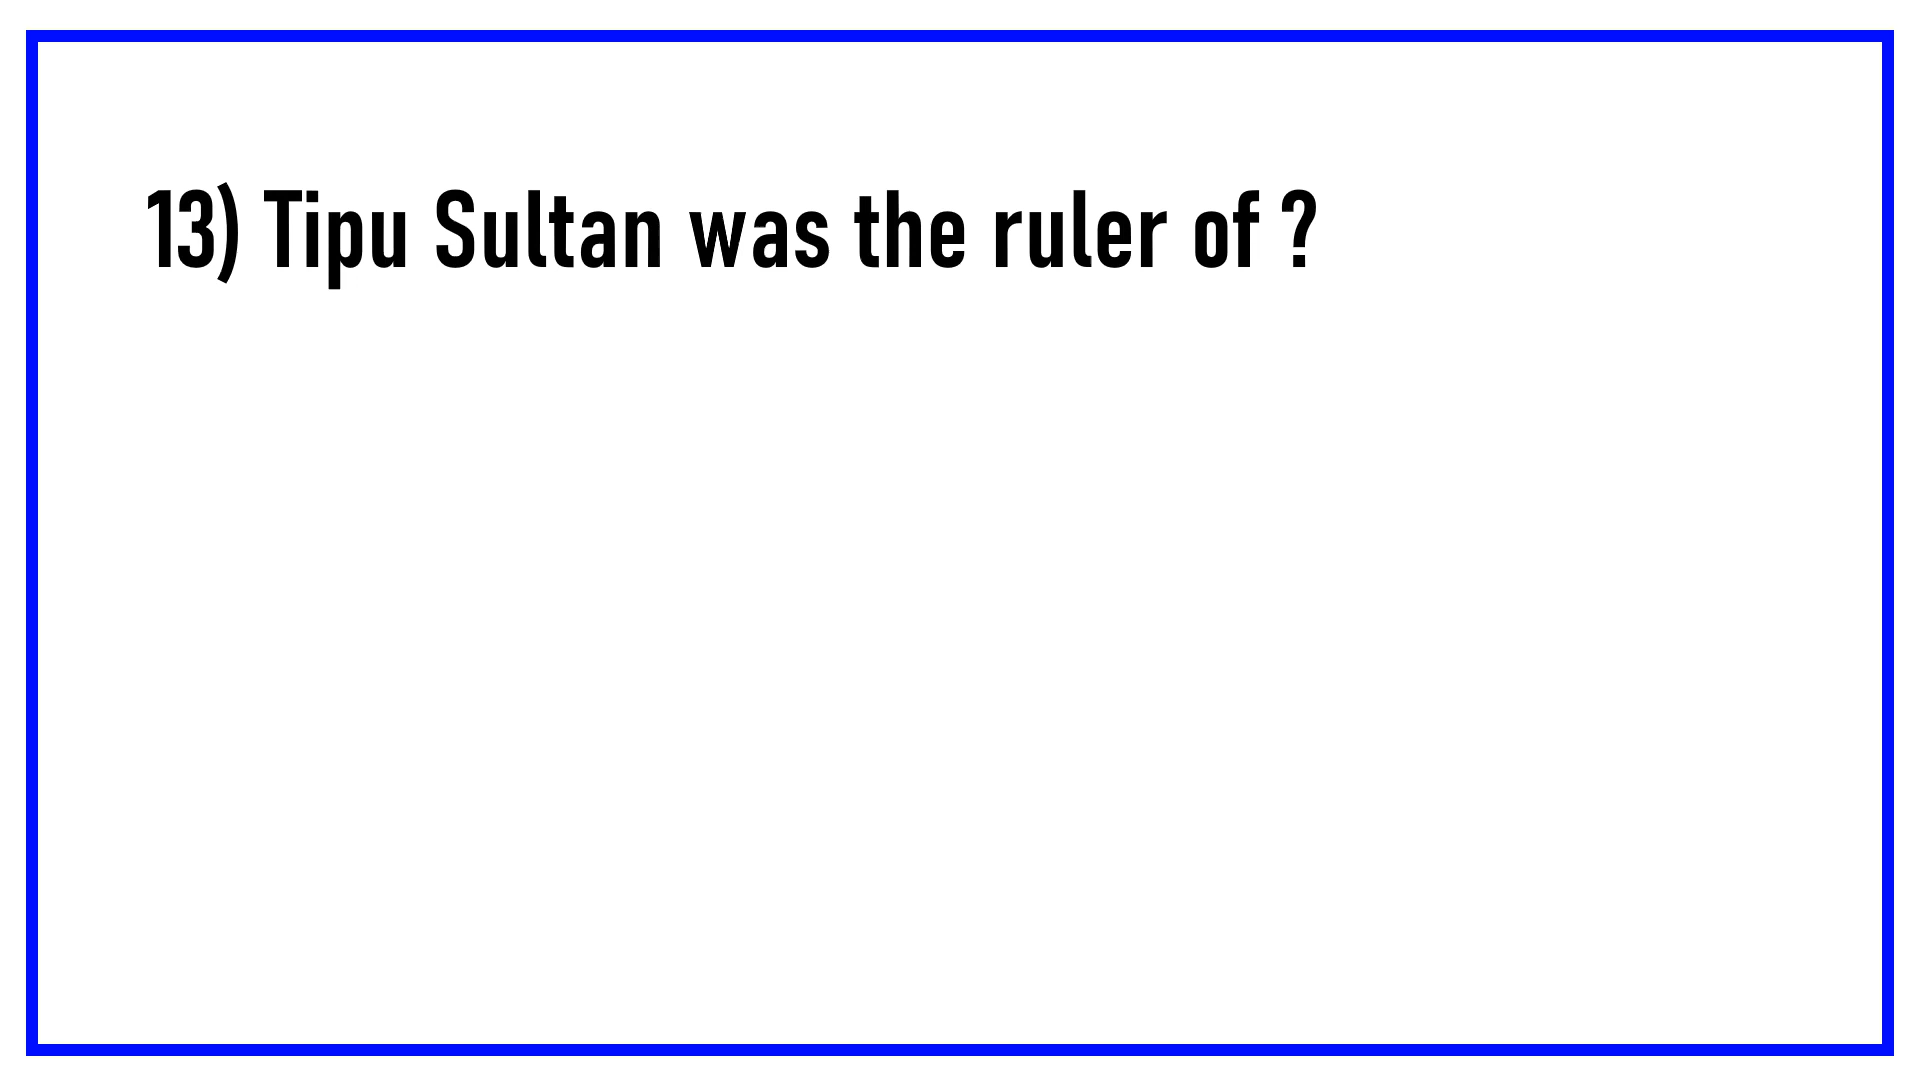 13) Tipu Sultan was the ruler of ?